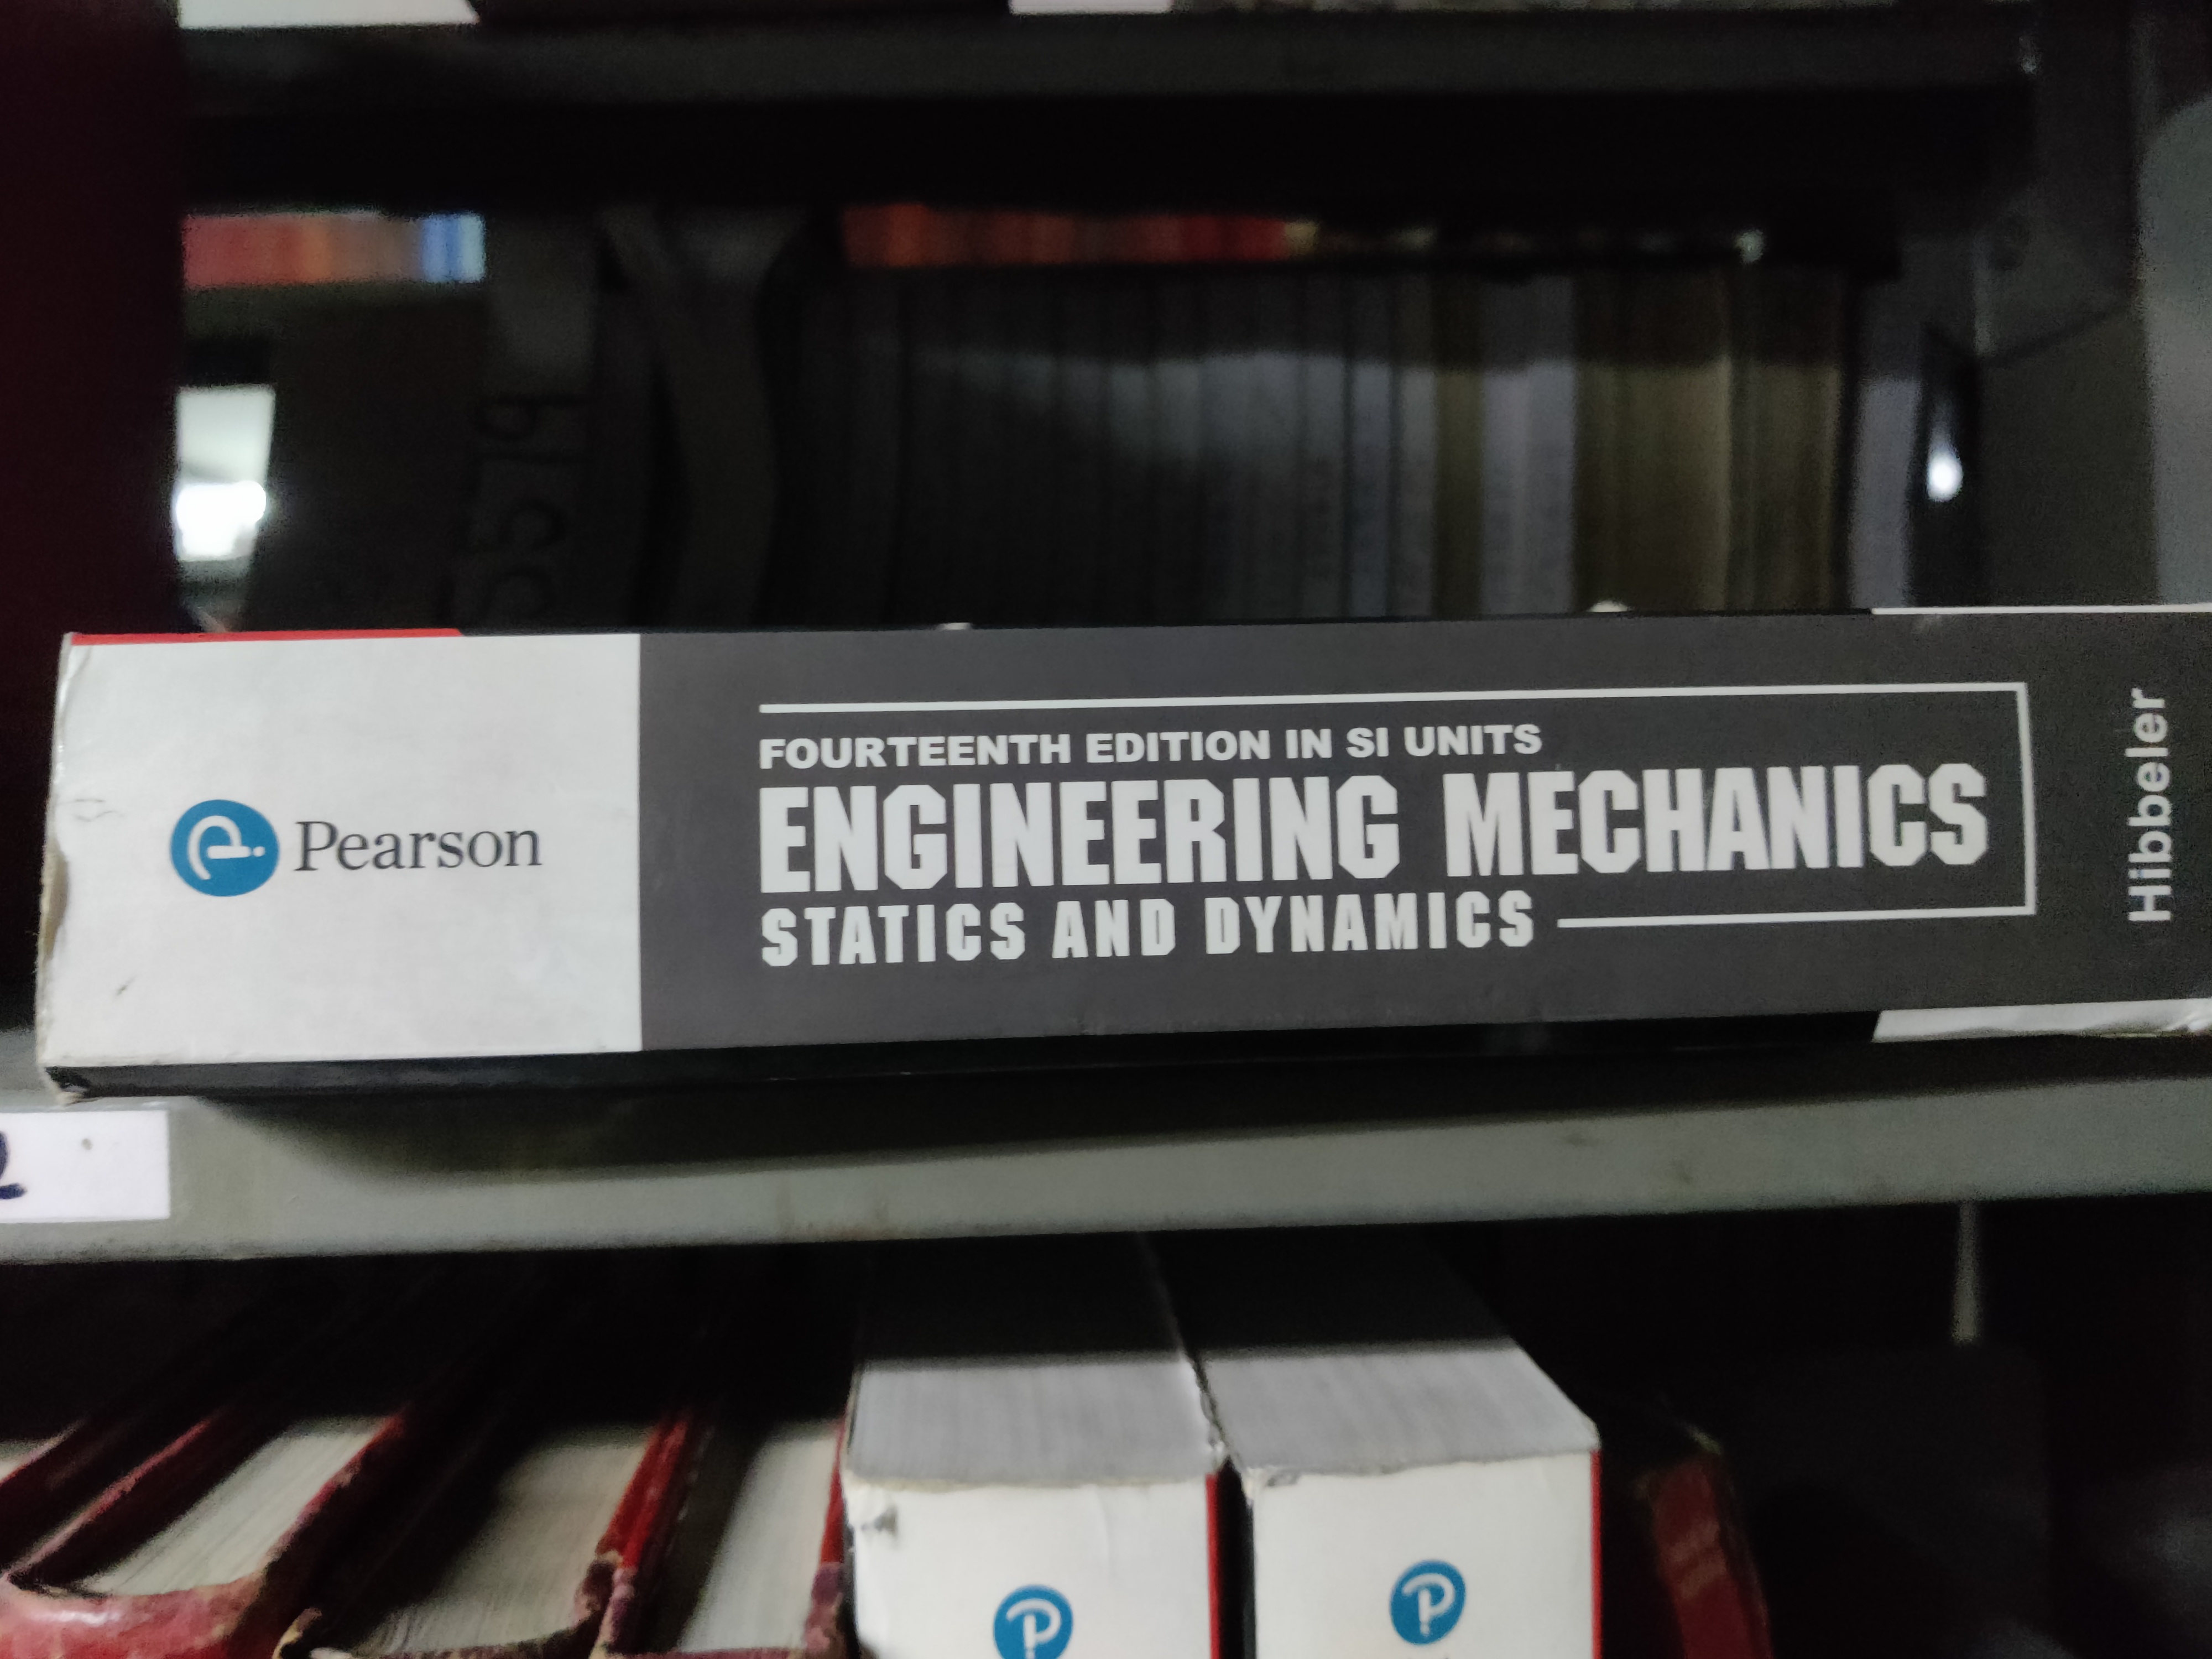 Pearson
FOURTEENTH EDITION IN SI UNITS
ENGINEERING MECHANICS
STATICS AND DYNAMICS
Hibbeler